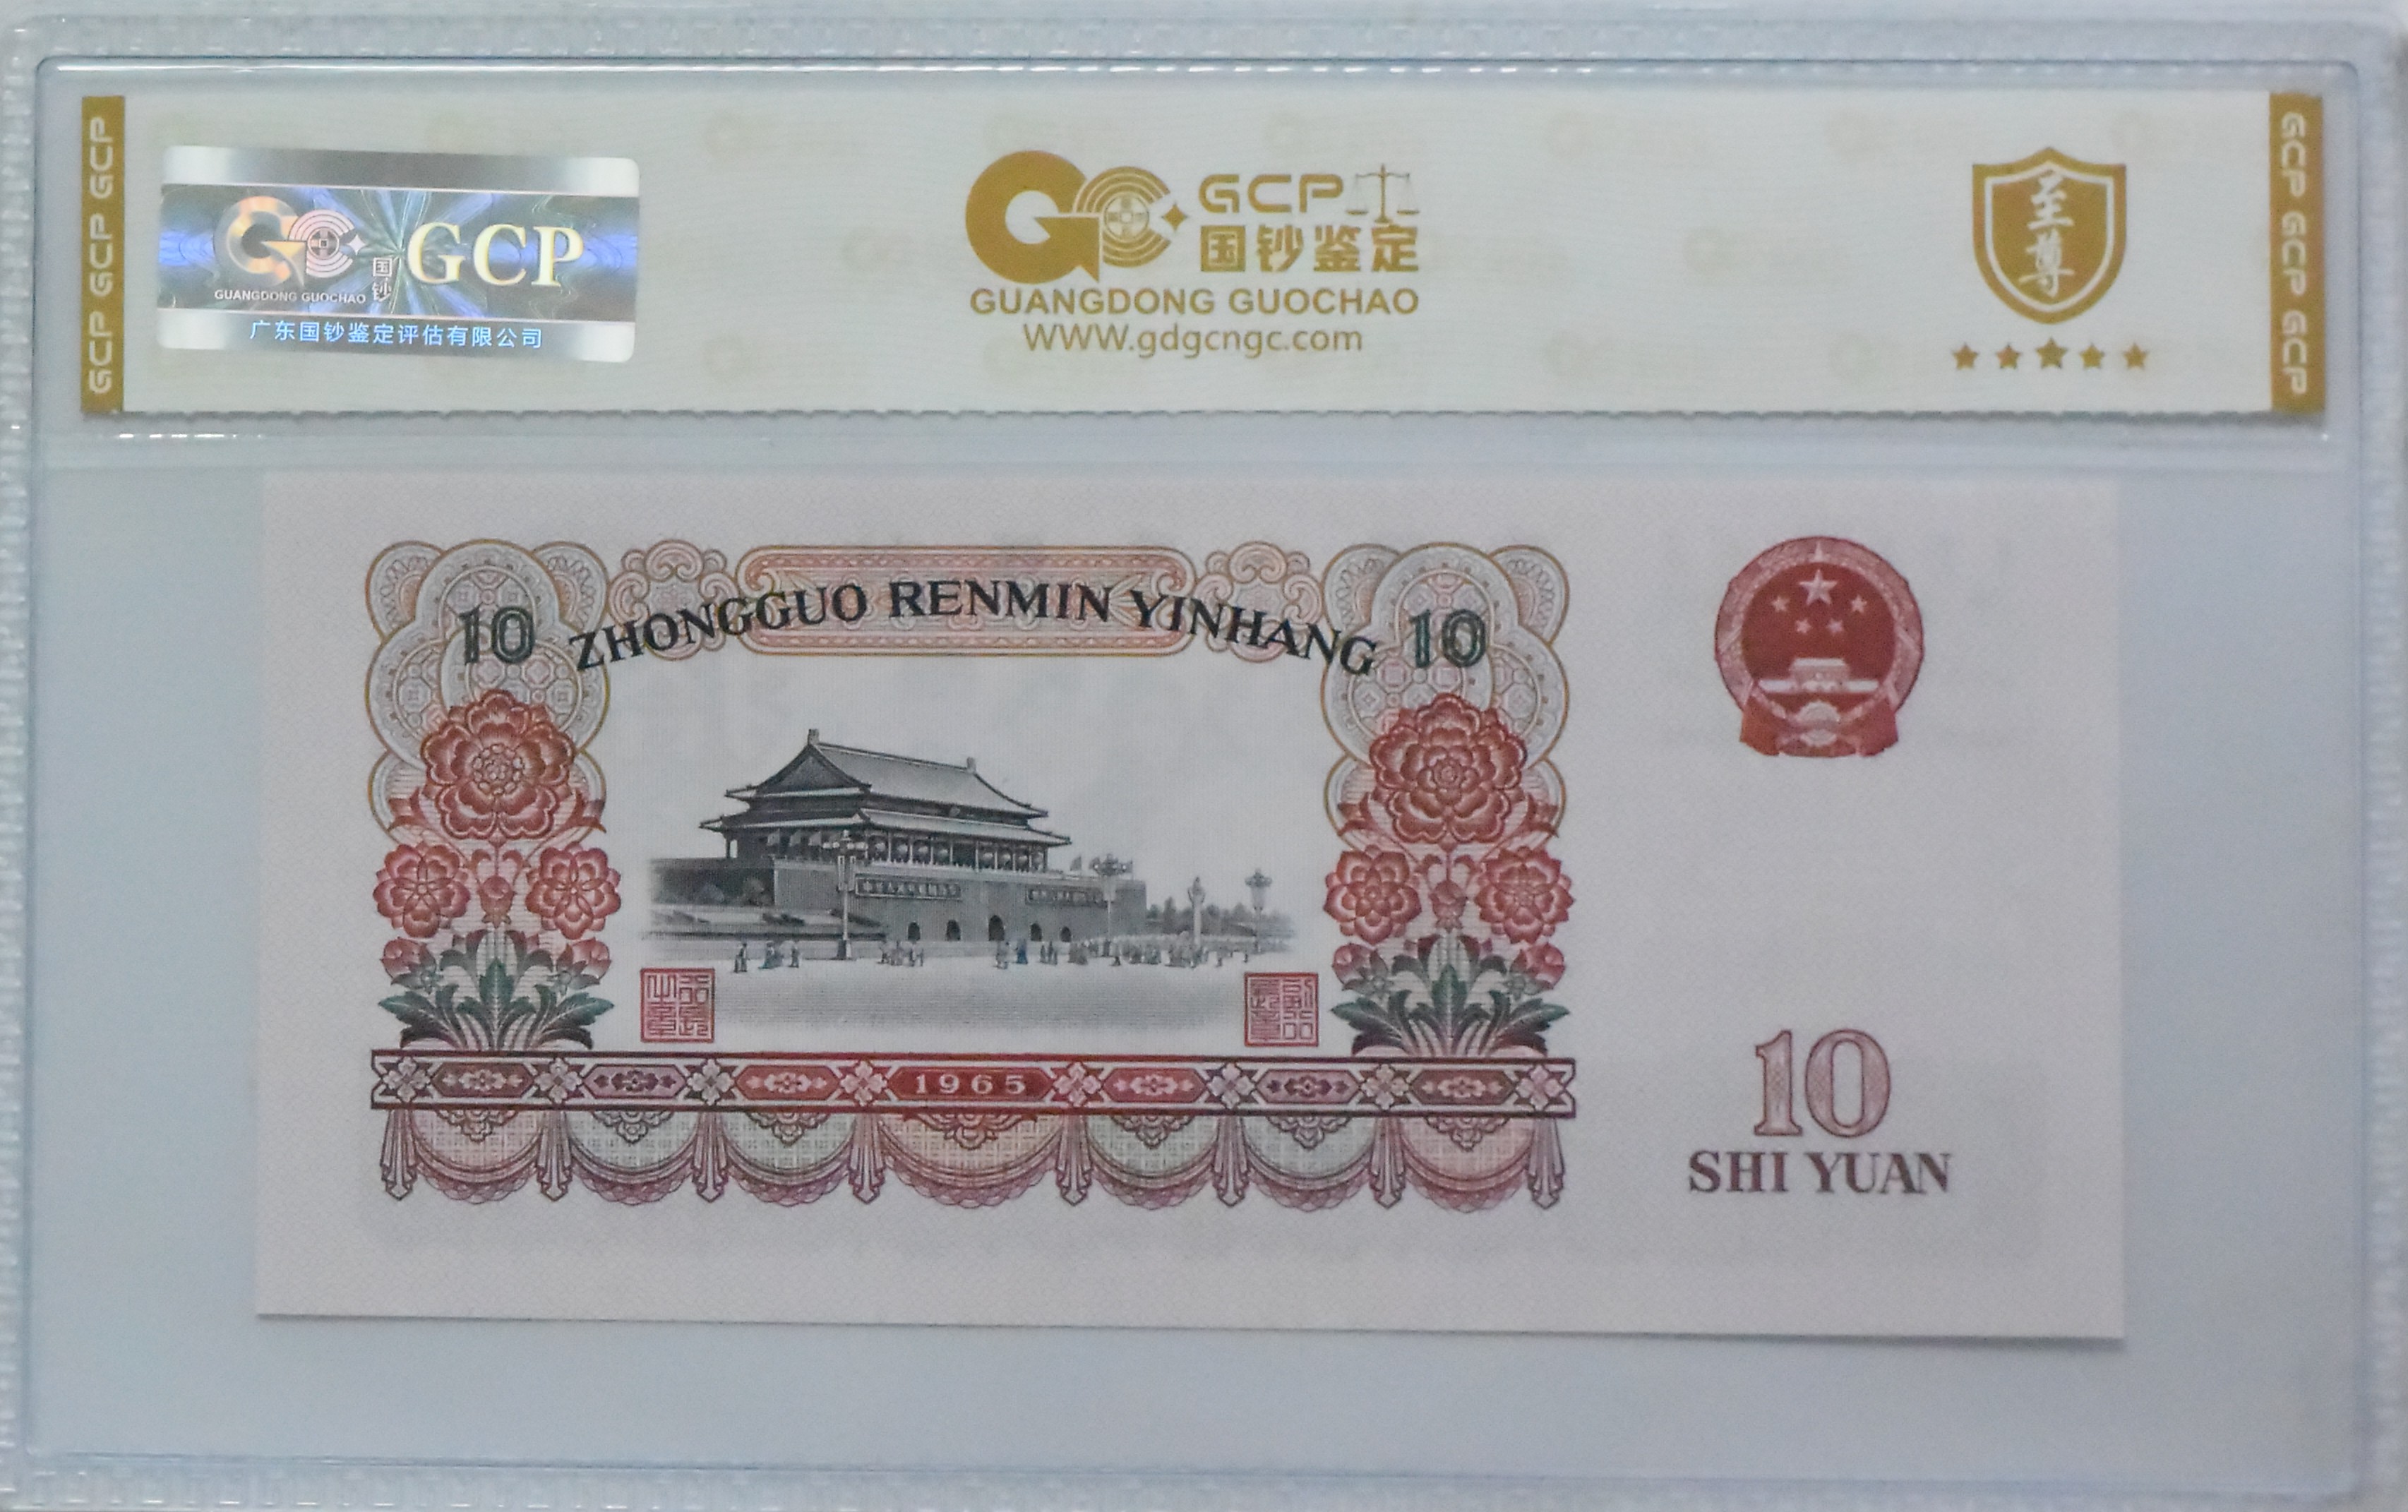 GCP GCP GCP
GUANGDONG GUOCHAO
国钞
GCP
广东国钞鉴定评估有限公司
GCP
国钞鉴定
GUANGDONG GUOCHAO
WWW.gdgcngc.com
至尊
GCP GCP GCP
10 ZHONGGUO RENMIN YINHANG 10
1965
10
SHI YUAN